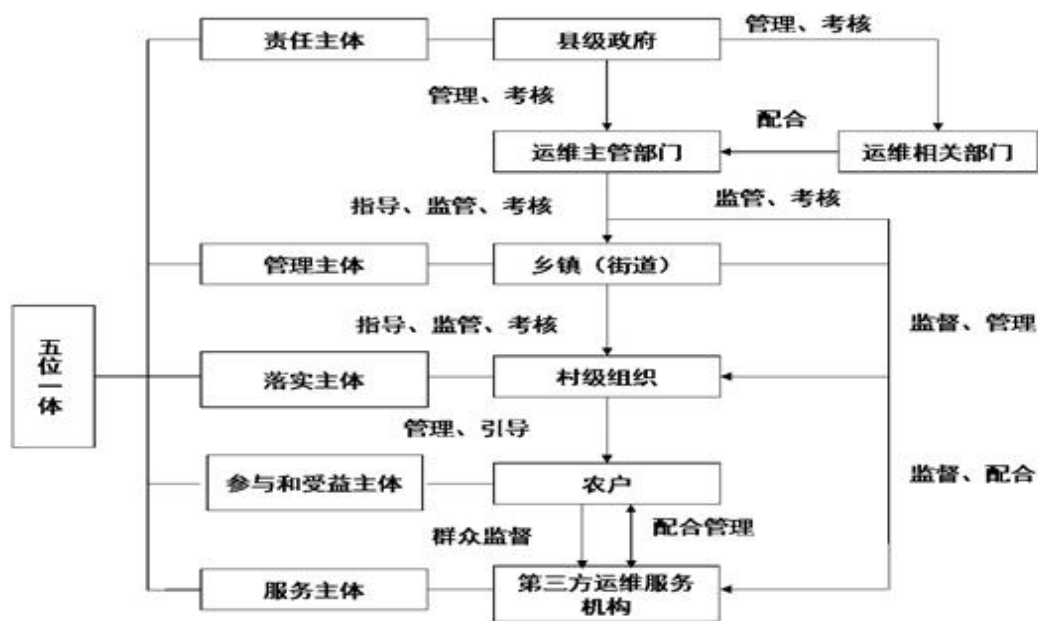 责任主体
县级政府
管理、考核
管理、考核
配合
运维主管部门
运维相关部门
指导、监管、考核
监管、考核
管理主体
乡镇（街道）
五位一体
指导、监管、考核
监督、管理
落实主体
村级组织
管理、引导
参与和受益主体
农户
监督、配合
群众监督
配合管理
服务主体
第三方运维服务
机构